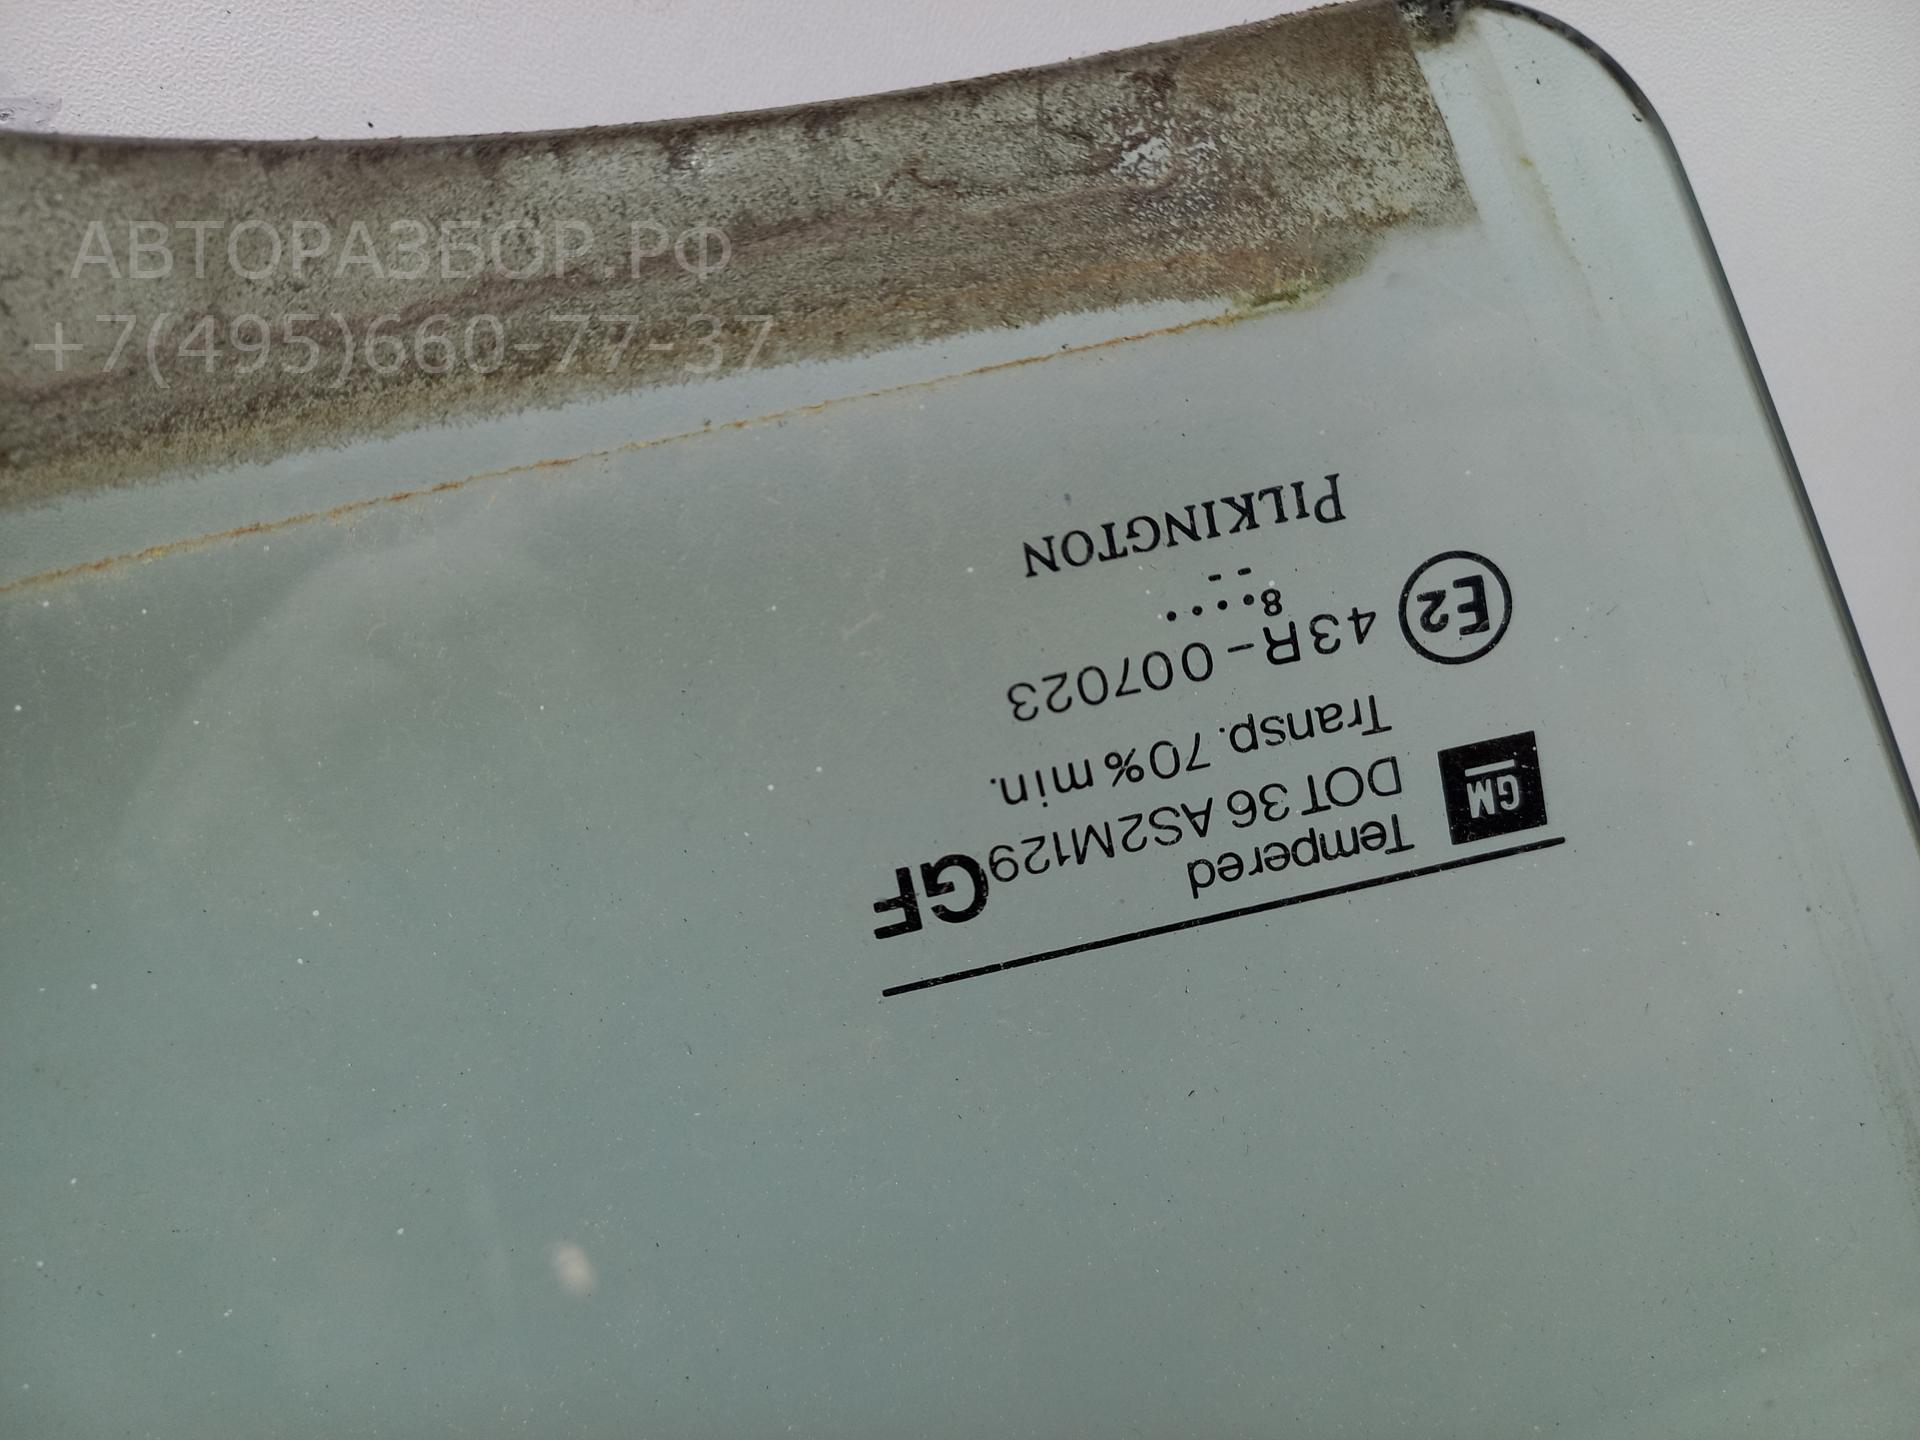 АВТОРАЗБОР.РФ
+7(495)660-77-37
GM
Tempered
DOT 36 AS2M129 GF
Transp. 70% min.
E2 43R-007023
8. . . .
- -
PILKINGTON